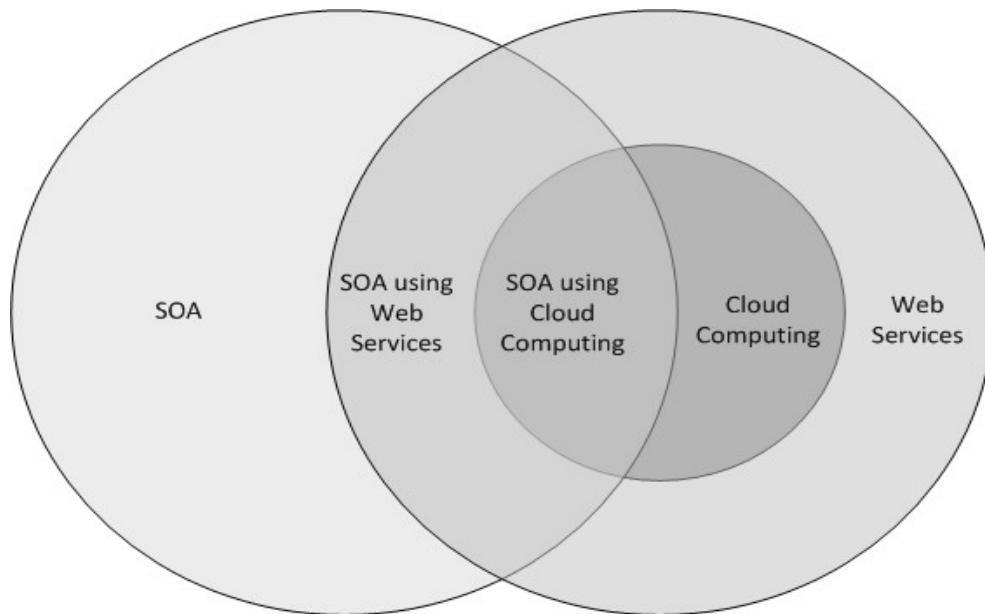 SOA
SOA using
Web
Services
SOA using
Cloud
Computing
Cloud
Computing
Web
Services